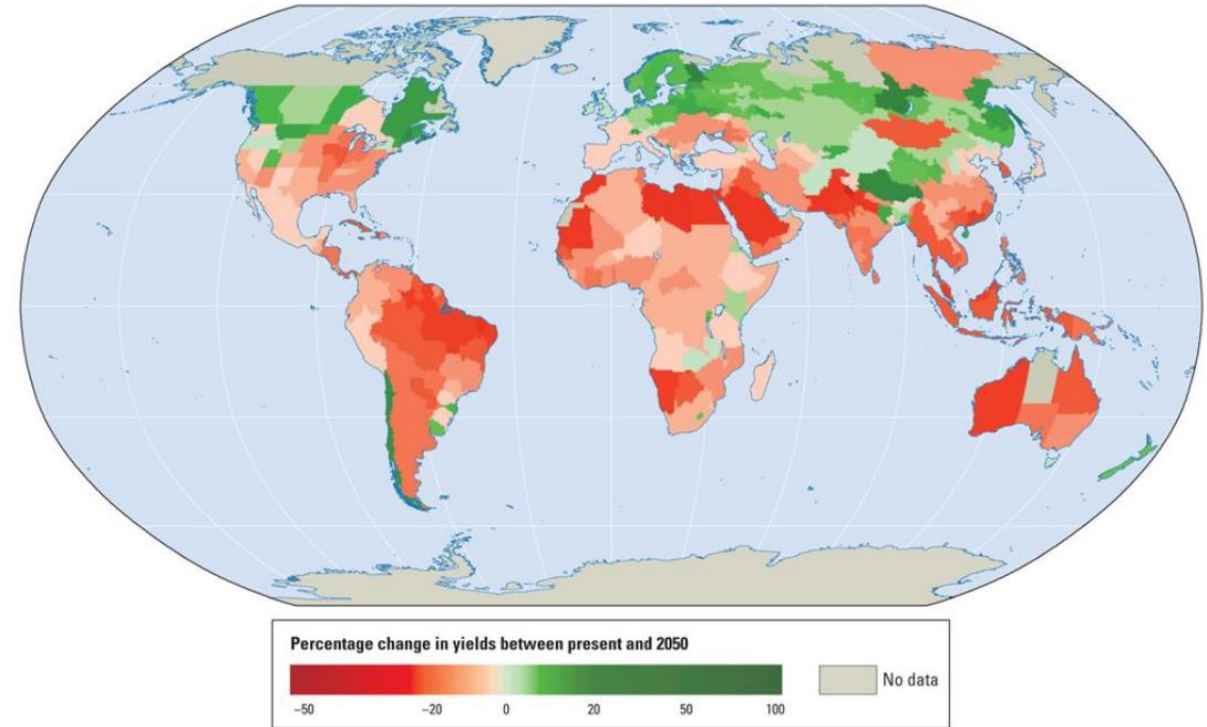 Percentage change in yields between present and 2050
−50 −20 0 20 50 100
No data